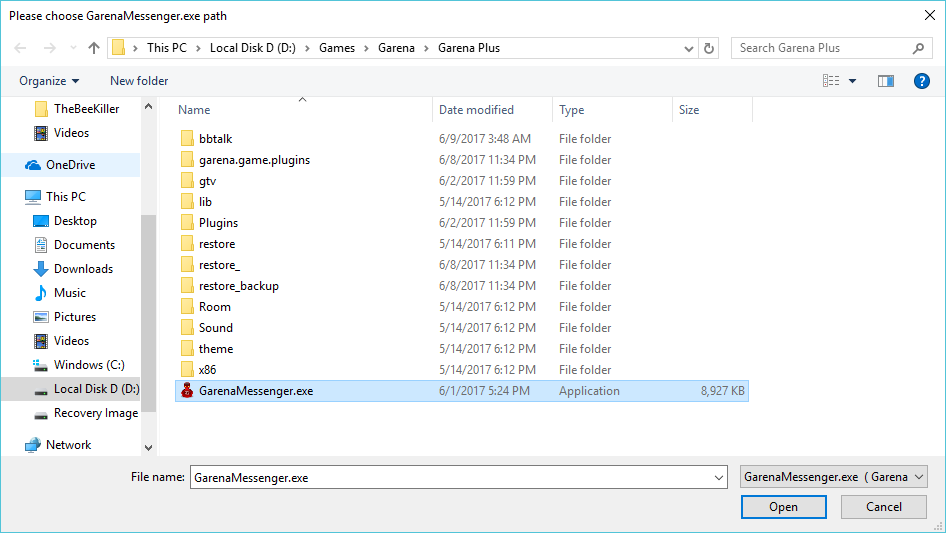 Please choose GarenaMessenger.exe path
This PC > Local Disk D (D:) > Games > Garena > Garena Plus
Search Garena Plus
Organize
New folder
Name Date modified Type Size
TheBeeKiller
Videos
OneDrive
This PC
Desktop
Documents
Downloads
Music
Pictures
Videos
Windows (C:)
Local Disk D (D:)
Recovery Image
Network
bbtalk 6/9/2017 3:48 AM File folder
garena.game.plugins 6/8/2017 11:34 PM File folder
gtv 6/2/2017 11:59 PM File folder
lib 5/14/2017 6:12 PM File folder
Plugins 6/2/2017 11:59 PM File folder
restore 5/14/2017 6:11 PM File folder
restore_ 6/8/2017 11:34 PM File folder
restore_backup 6/8/2017 11:34 PM File folder
Room 5/14/2017 6:12 PM File folder
Sound 5/14/2017 6:12 PM File folder
theme 5/14/2017 6:12 PM File folder
x86 5/14/2017 6:12 PM File folder
GarenaMessenger.exe 6/1/2017 5:24 PM Application 8,927 KB
File name: GarenaMessenger.exe
GarenaMessenger.exe ( Garena
Open
Cancel